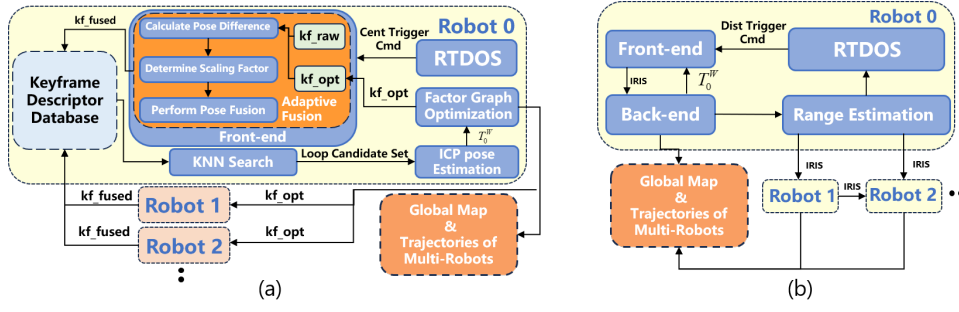 kf_fused
Calculate Pose Difference
kf_raw
Robot 0
Cent Trigger
Cmd
RTDOS
Keyframe
Descriptor
Database
Determine Scaling Factor
kf_opt
kf_opt
Perform Pose Fusion
Adaptive
Fusion
Factor Graph
Optimization
Front-end
T_0^W
KNN Search
Loop Candidate Set
ICP pose
Estimation
kf_fused
Robot 1
kf_opt
kf_fused
Robot 2
kf_opt
Global Map
&
Trajectories of
Multi-Robots
(a)
Robot 0
Dist Trigger
Cmd
Front-end
RTDOS
IRIS
T_0^W
Back-end
Range Estimation
IRIS
IRIS
Global Map
&
Trajectories of
Multi-Robots
Robot 1
IRIS
Robot 2
(b)